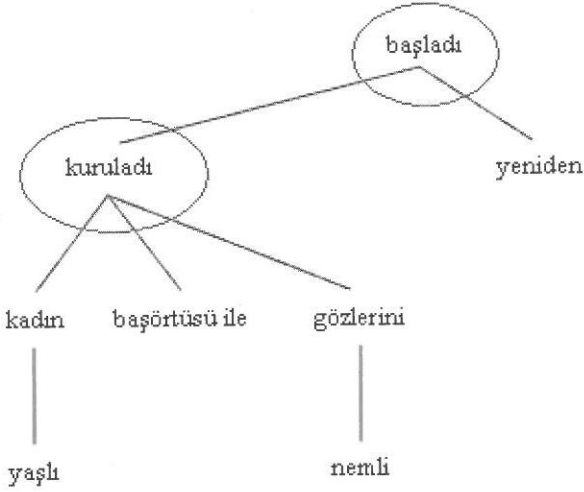 başladı
kuruladı
yeniden
kadın başörtüsü ile gözlerini
yaşlı nemli